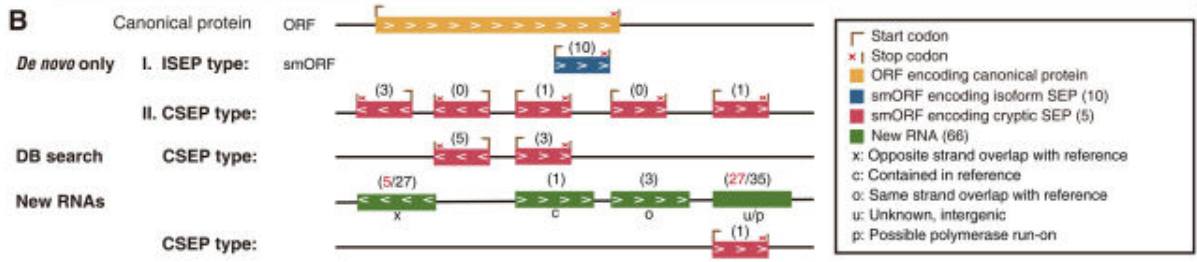 B
Canonical protein ORF
De novo only I. ISEP type: smORF (10)
(3) (0) (1) (0) (1)
II. CSEP type:
(5) (3)
DB search CSEP type:
(5/27) (1) (3) (27/35)
New RNAs
x c o u/p
(1)
CSEP type:
Start codon
Stop codon
ORF encoding canonical protein
smORF encoding isoform SEP (10)
smORF encoding cryptic SEP (5)
New RNA (66)
x: Opposite strand overlap with reference
c: Contained in reference
o: Same strand overlap with reference
u: Unknown, intergenic
p: Possible polymerase run-on